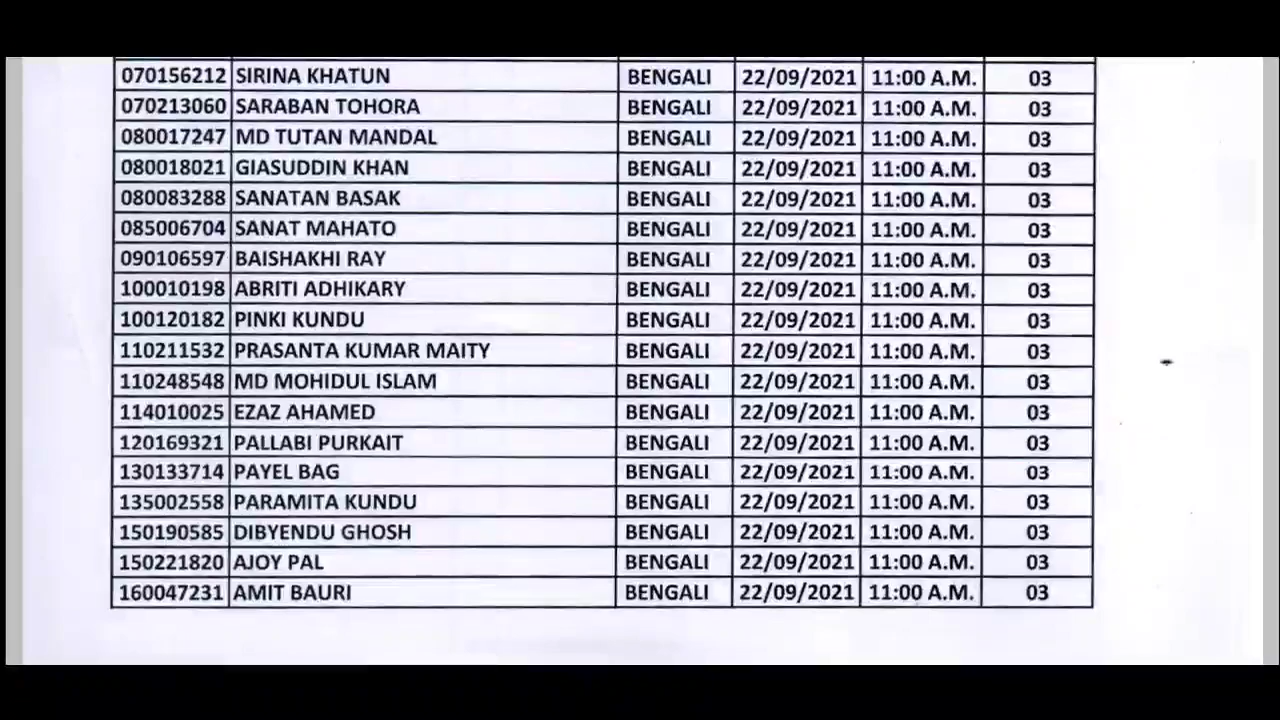 070156212 SIRINA KHATUN BENGALI 22/09/2021 11:00 A.M. 03
070213060 SARABAN TOHORA BENGALI 22/09/2021 11:00 A.M. 03
080017247 MD TUTAN MANDAL BENGALI 22/09/2021 11:00 A.M. 03
080018021 GIASUDDIN KHAN BENGALI 22/09/2021 11:00 A.M. 03
080083288 SANATAN BASAK BENGALI 22/09/2021 11:00 A.M. 03
085006704 SANAT MAHATO BENGALI 22/09/2021 11:00 A.M. 03
090106597 BAISHAKHI RAY BENGALI 22/09/2021 11:00 A.M. 03
100010198 ABRITI ADHIKARY BENGALI 22/09/2021 11:00 A.M. 03
100120182 PINKI KUNDU BENGALI 22/09/2021 11:00 A.M. 03
110211532 PRASANTA KUMAR MAITY BENGALI 22/09/2021 11:00 A.M. 03
110248548 MD MOHIDUL ISLAM BENGALI 22/09/2021 11:00 A.M. 03
114010025 EZAZ AHAMED BENGALI 22/09/2021 11:00 A.M. 03
120169321 PALLABI PURKAIT BENGALI 22/09/2021 11:00 A.M. 03
130133714 PAYEL BAG BENGALI 22/09/2021 11:00 A.M. 03
135002558 PARAMITA KUNDU BENGALI 22/09/2021 11:00 A.M. 03
150190585 DIBYENDU GHOSH BENGALI 22/09/2021 11:00 A.M. 03
150221820 AJOY PAL BENGALI 22/09/2021 11:00 A.M. 03
160047231 AMIT BAURI BENGALI 22/09/2021 11:00 A.M. 03